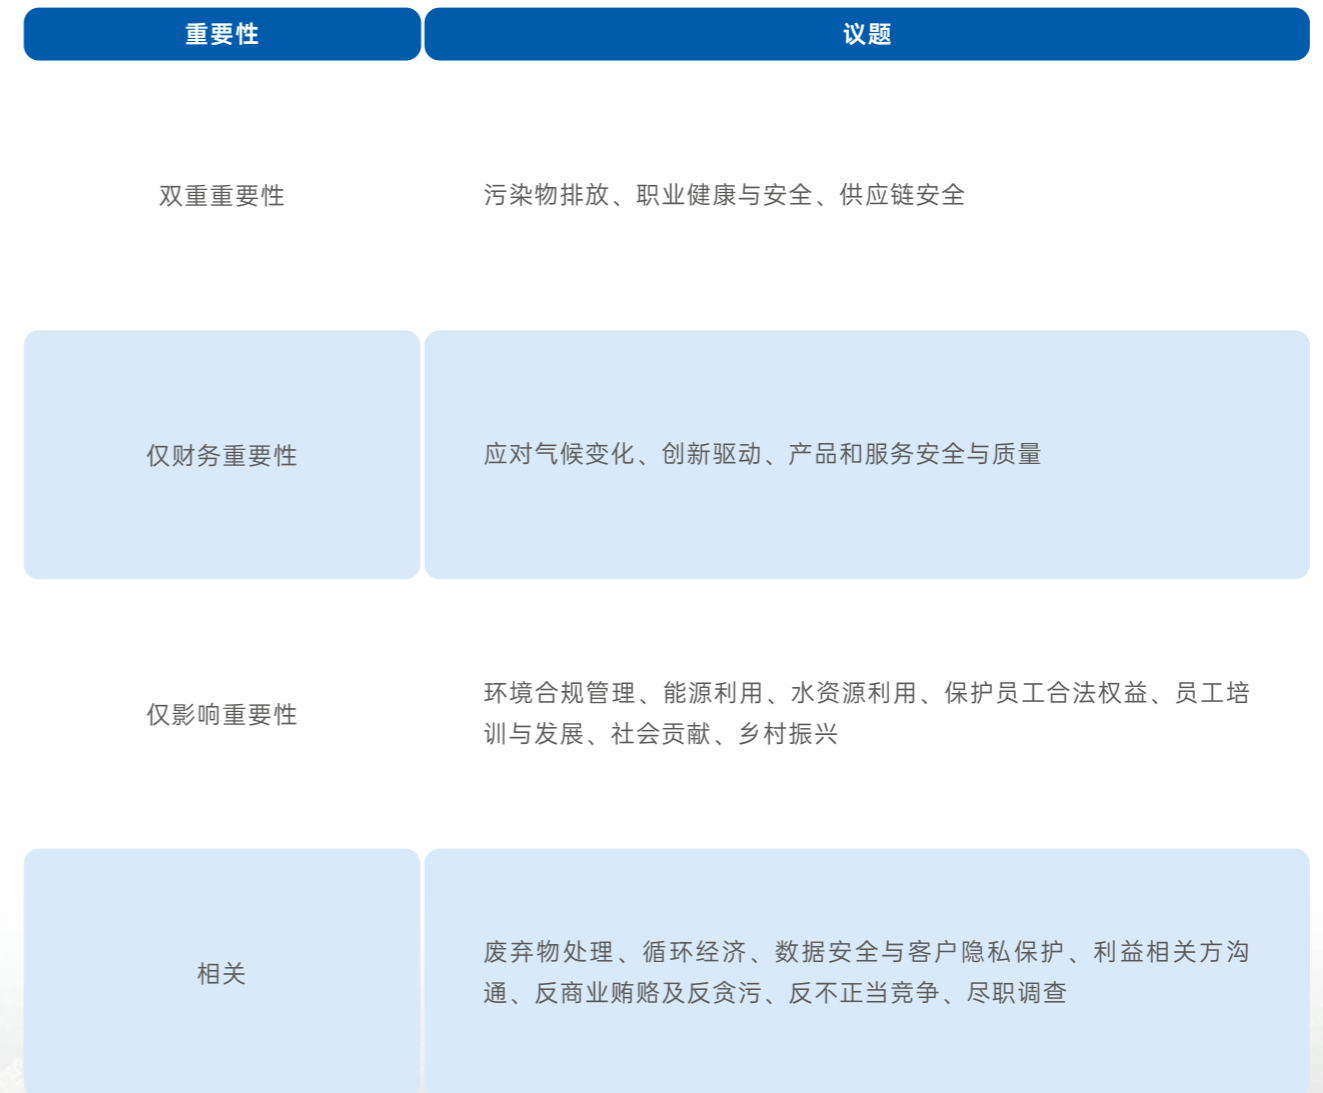 重要性 议题
双重重要性 污染物排放、职业健康与安全、供应链安全
仅财务重要性 应对气候变化、创新驱动、产品和服务安全与质量
仅影响重要性
环境合规管理、能源利用、水资源利用、保护员工合法权益、员工培
训与发展、社会贡献、乡村振兴
相关
废弃物处理、循环经济、数据安全与客户隐私保护、利益相关方沟
通、反商业贿赂及反贪污、反不正当竞争、尽职调查